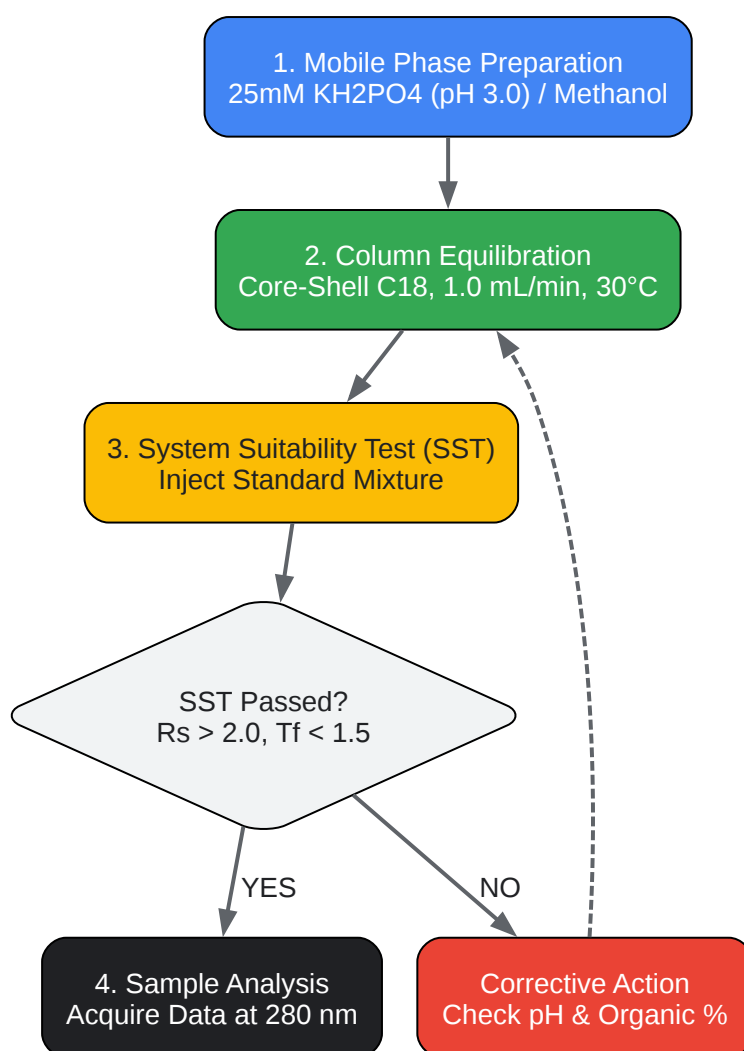 1. Mobile Phase Preparation
25mM KH2PO4 (pH 3.0) / Methanol
2. Column Equilibration
Core-Shell C18, 1.0 mL/min, 30°C
3. System Suitability Test (SST)
Inject Standard Mixture
SST Passed?
Rs > 2.0, Tf < 1.5
YES
NO
4. Sample Analysis
Acquire Data at 280 nm
Corrective Action
Check pH & Organic %